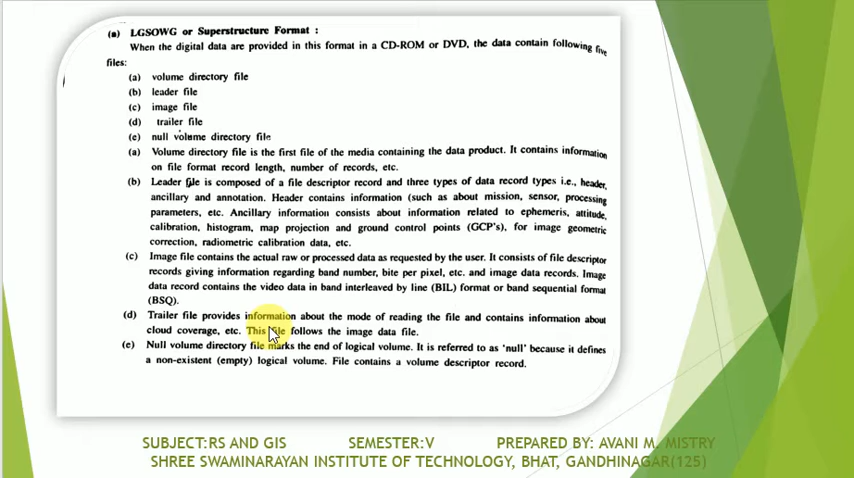 (a) LGSOWG or Superstructure Format :
When the digital data are provided in this format in a CD-ROM or DVD, the data contain following five
files:
(a) volume directory file
(b) leader file
(c) image file
(d) trailer file
(e) null volume directory file
(a) Volume directory file is the first file of the media containing the data product. It contains information
on file format record length, number of records, etc.
(b) Leader file is composed of a file descriptor record and three types of data record types i.e., header,
ancillary and annotation. Header contains information (such as about mission, sensor, processing
parameters, etc. Ancillary information consists about information related to ephemeris, attitude,
calibration, histogram, map projection and ground control points (GCP's), for image geometric
correction, radiometric calibration data, etc.
(c) Image file contains the actual raw or processed data as requested by the user. It consists of file descriptor
records giving information regarding band number, bite per pixel, etc. and image data records. Image
data record contains the video data in band interleaved by line (BIL) format or band sequential format
(BSQ).
(d) Trailer file provides information about the mode of reading the file and contains information about
cloud coverage, etc. This file follows the image data file.
(e) Null volume directory file marks the end of logical volume. It is referred to as 'null' because it defines
a non-existent (empty) logical volume. File contains a volume descriptor record.
SUBJECT:RS AND GIS SEMESTER:V PREPARED BY: AVANI M. MISTRY
SHREE SWAMINARAYAN INSTITUTE OF TECHNOLOGY, BHAT, GANDHINAGAR(125)